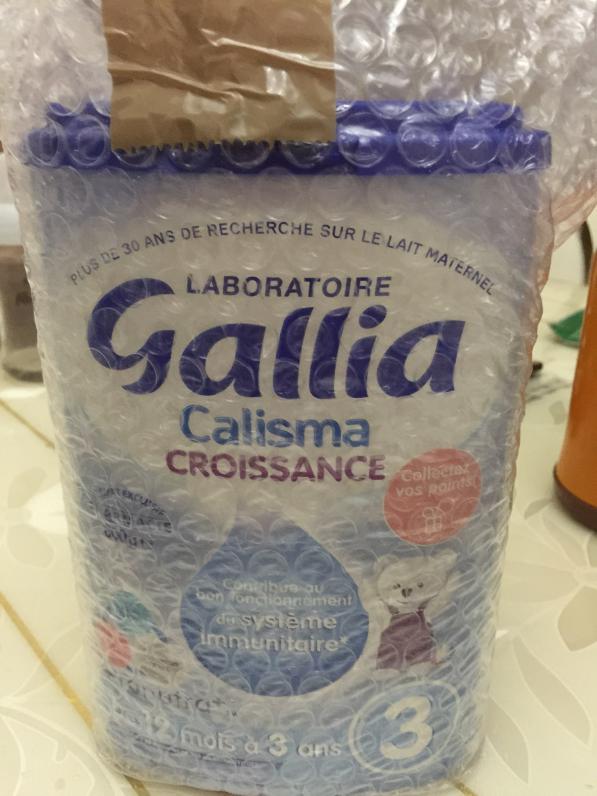 PLUS DE 30 ANS DE RECHERCHE SUR LE LAIT MATERNEL
LABORATOIRE
Gallia
Calisma
CROISSANCE
Collectez
vos points!
Contribue au
bon fonctionnement
du système
immunitaire*
12 mois à 3 ans
3